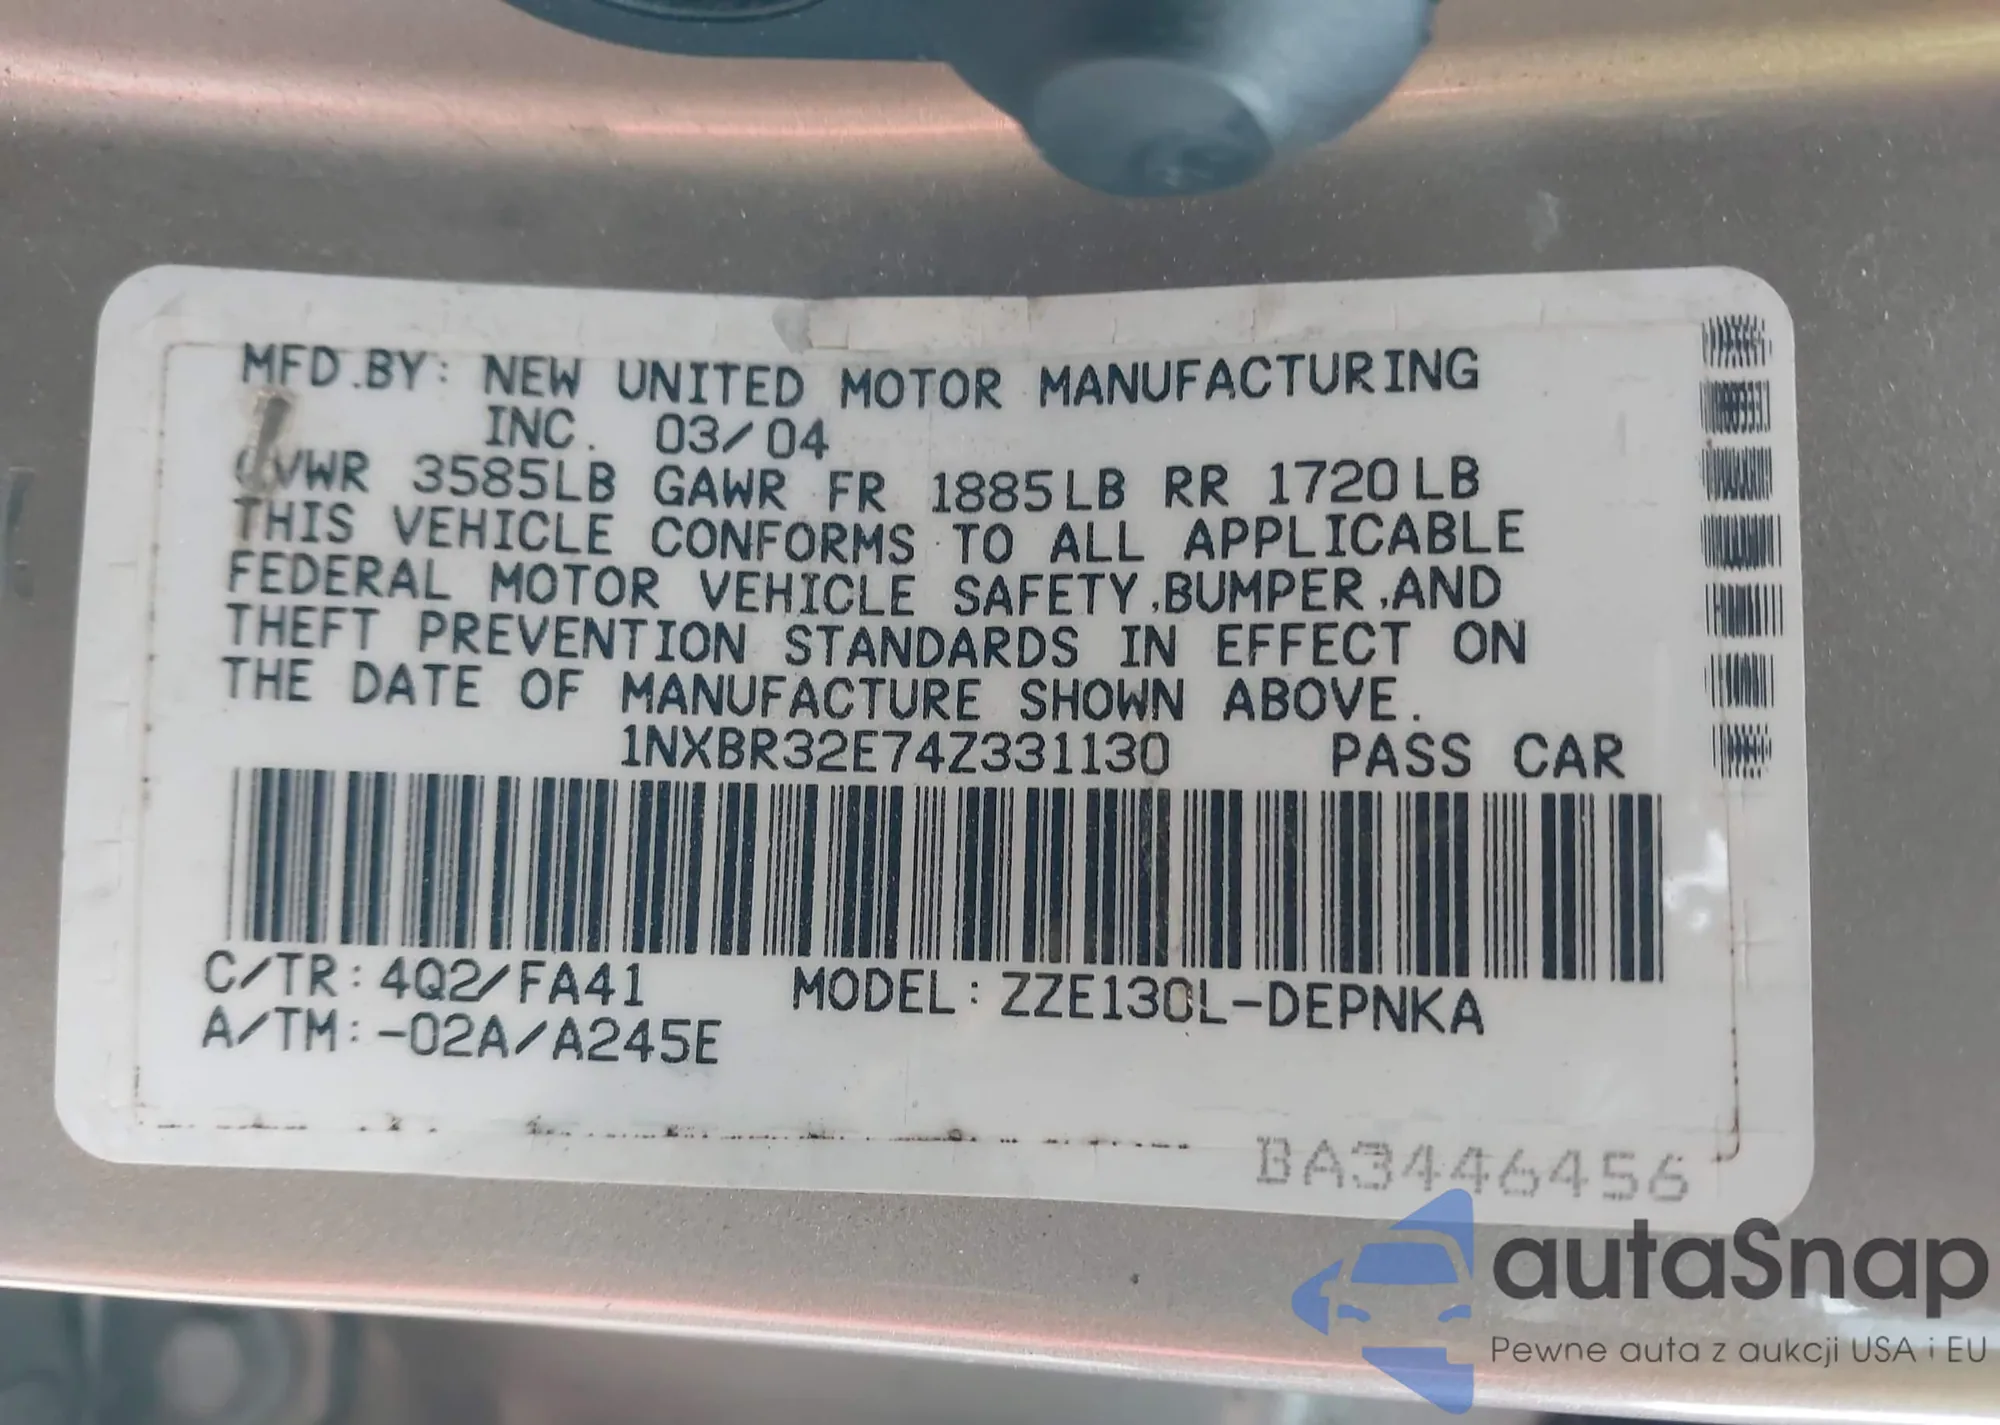 MFD.BY: NEW UNITED MOTOR MANUFACTURING
INC. 03/04
GVWR 3585LB GAWR FR 1885LB RR 1720LB
THIS VEHICLE CONFORMS TO ALL APPLICABLE
FEDERAL MOTOR VEHICLE SAFETY,BUMPER,AND
THEFT PREVENTION STANDARDS IN EFFECT ON
THE DATE OF MANUFACTURE SHOWN ABOVE.
1NXBR32E74Z331130 PASS CAR
C/TR:4Q2/FA41 MODEL:ZZE130L-DEPNKA
A/TM:-02A/A245E
BA3446456
autaSnap
Pewne auta z aukcji USA i EU